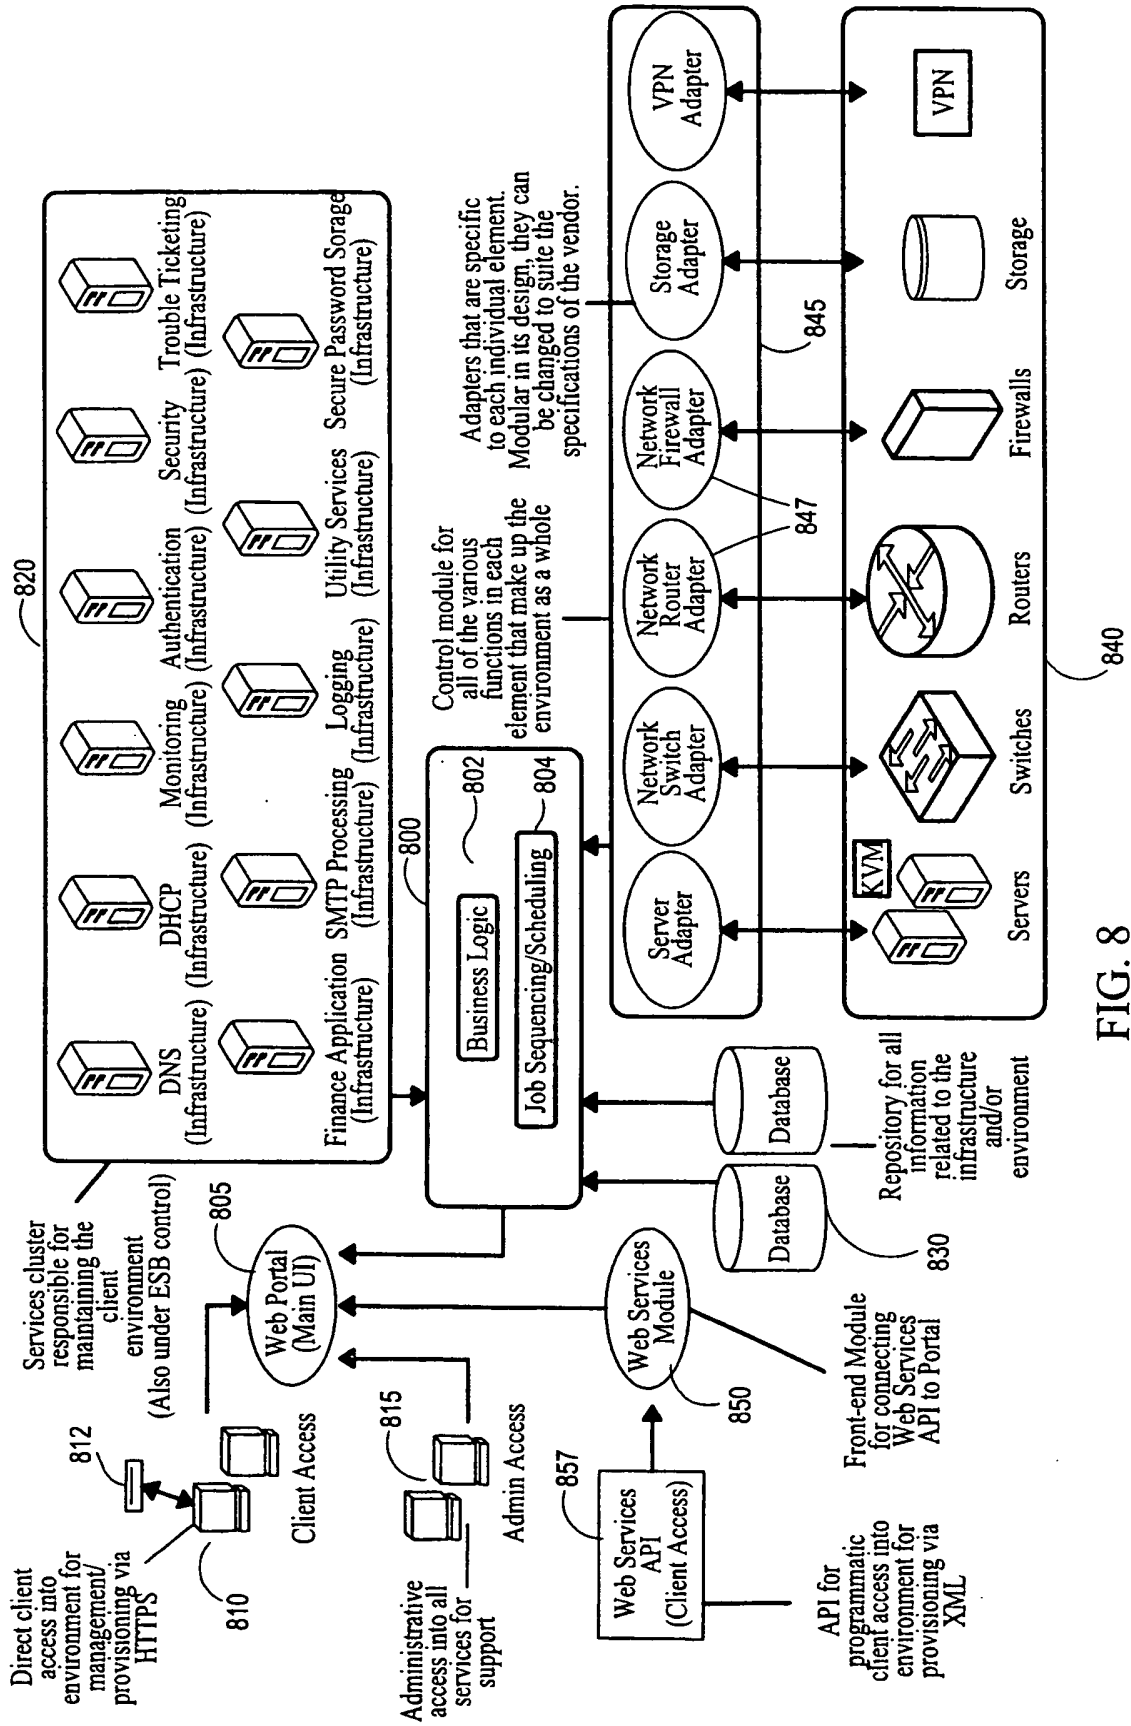 Direct client
access into
environment for
management/
provisioning via
HTTPS
812
810
Client Access
Services cluster
responsible for
maintaining the
client
environment
(Also under ESB control)
820
DNS
(Infrastructure)
DHCP
(Infrastructure)
Monitoring
(Infrastructure)
Authentication
(Infrastructure)
Security
(Infrastructure)
Trouble Ticketing
(Infrastructure)
Finance Application
(Infrastructure)
SMTP Processing
(Infrastructure)
Logging
(Infrastructure)
Utility Services
(Infrastructure)
Secure Password Sorage
(Infrastructure)
805
Web Portal
(Main UI)
Administrative
access into all
services for
support
815
Admin Access
800
802
Business Logic
804
Job Sequencing/Scheduling
Control module for
all of the various
functions in each
element that make up the
environment as a whole
Adapters that are specific
to each individual element.
Modular in its design, they can
be changed to suite the
specifications of the vendor.
857
Web Services
API
(Client Access)
850
Web Services
Module
Database
Database
830
Server
Adapter
Network
Switch
Adapter
Network
Router
Adapter
Network
Firewall
Adapter
Storage
Adapter
VPN
Adapter
847
845
API for
programmatic
client access into
environment for
provisioning via
XML
Front-end Module
for connecting
Web Services
API to Portal
Repository for all
information
related to the
infrastructure
and/or
environment
KVM
VPN
Servers
Switches
Routers
Firewalls
Storage
840
FIG. 8